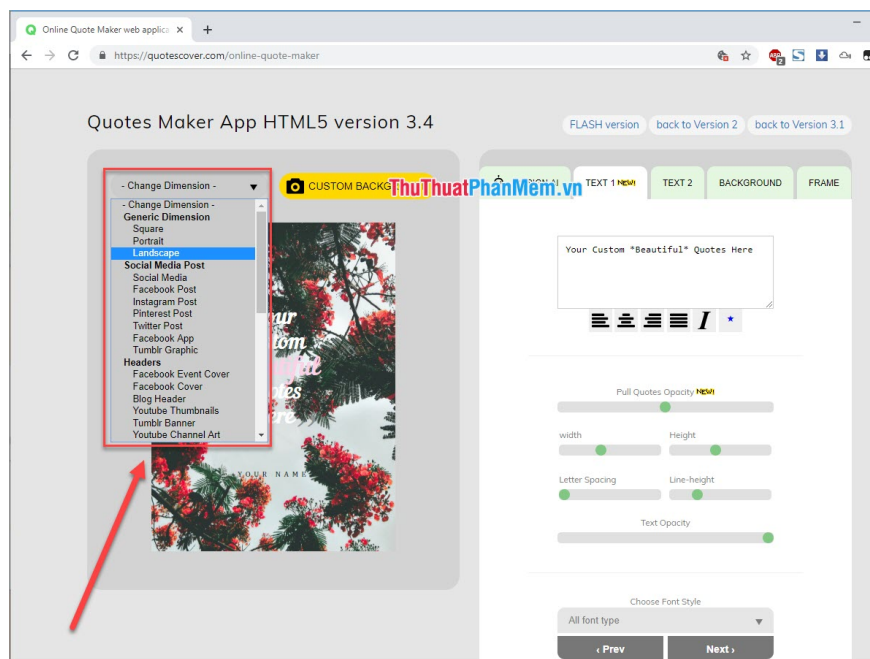 Online Quote Maker web applica
https://quotescover.com/online-quote-maker
ABP
2
Quotes Maker App HTML5 version 3.4
FLASH version
back to Version 2
back to Version 3.1
- Change Dimension -
CUSTOM BACKG
ThuThuatPhanMem.vn
TEXT 1 NEW!
TEXT 2
BACKGROUND
FRAME
- Change Dimension -
Generic Dimension
Square
Portrait
Landscape
Social Media Post
Social Media
Facebook Post
Instagram Post
Pinterest Post
Twitter Post
Facebook App
Tumblr Graphic
Headers
Facebook Event Cover
Facebook Cover
Blog Header
Youtube Thumbnails
Tumblr Banner
Youtube Channel Art
YOUR NAME
Your Custom *Beautiful* Quotes Here
I
Pull Quotes Opacity NEW!
width
Height
Letter Spacing
Line-height
Text Opacity
Choose Font Style
All font type
‹ Prev
Next ›